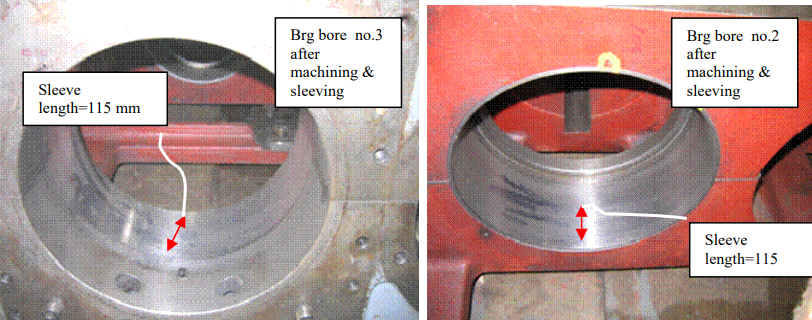 Brg bore no.3
after
machining &
sleeving
Sleeve
length=115 mm
Brg bore no.2
after
machining &
sleeving
Sleeve
length=115